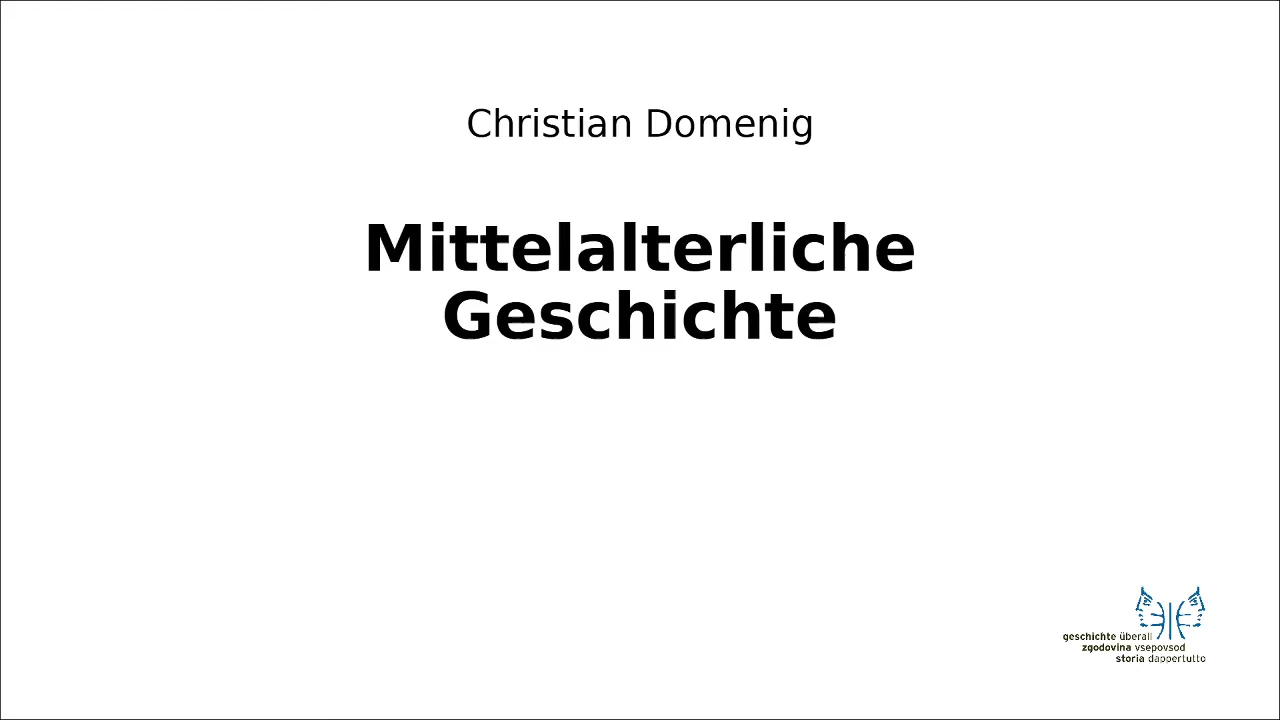 Christian Domenig
Mittelalterliche
Geschichte
geschichte überall
zgodovina vsepovsod
storia dappertutto